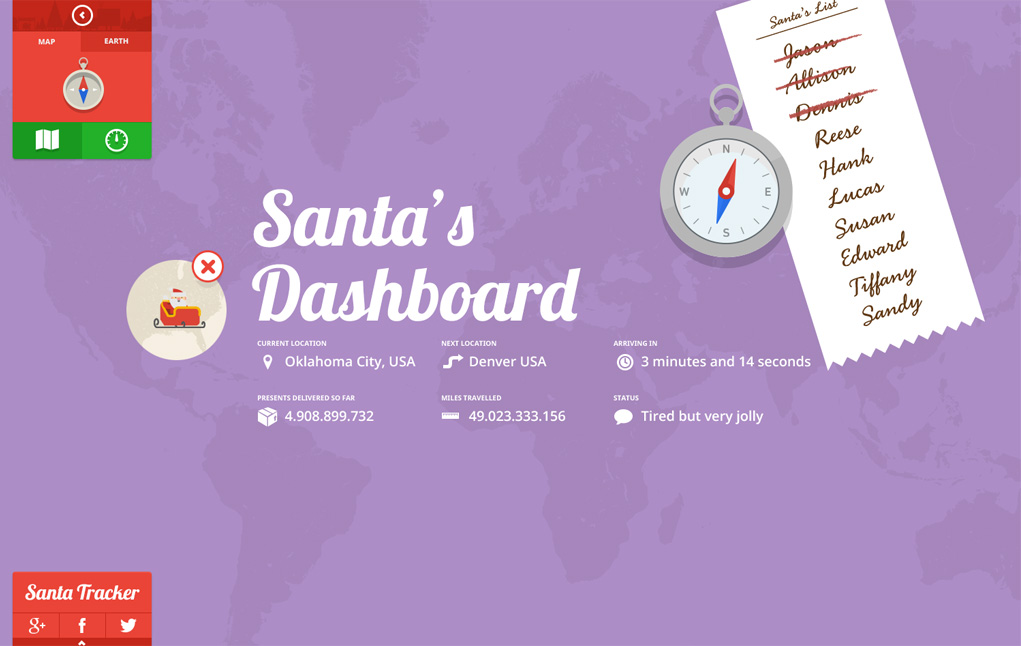 MAP
EARTH
Santa's List
Jason
Allison
Dennis
Reese
Hank
Lucas
Susan
Edward
Tiffany
Sandy
N
W
E
S
Santa's
Dashboard
CURRENT LOCATION
Oklahoma City, USA
NEXT LOCATION
Denver USA
ARRIVING IN
3 minutes and 14 seconds
PRESENTS DELIVERED SO FAR
4.908.899.732
MILES TRAVELLED
49.023.333.156
STATUS
Tired but very jolly
Santa Tracker
g+
f